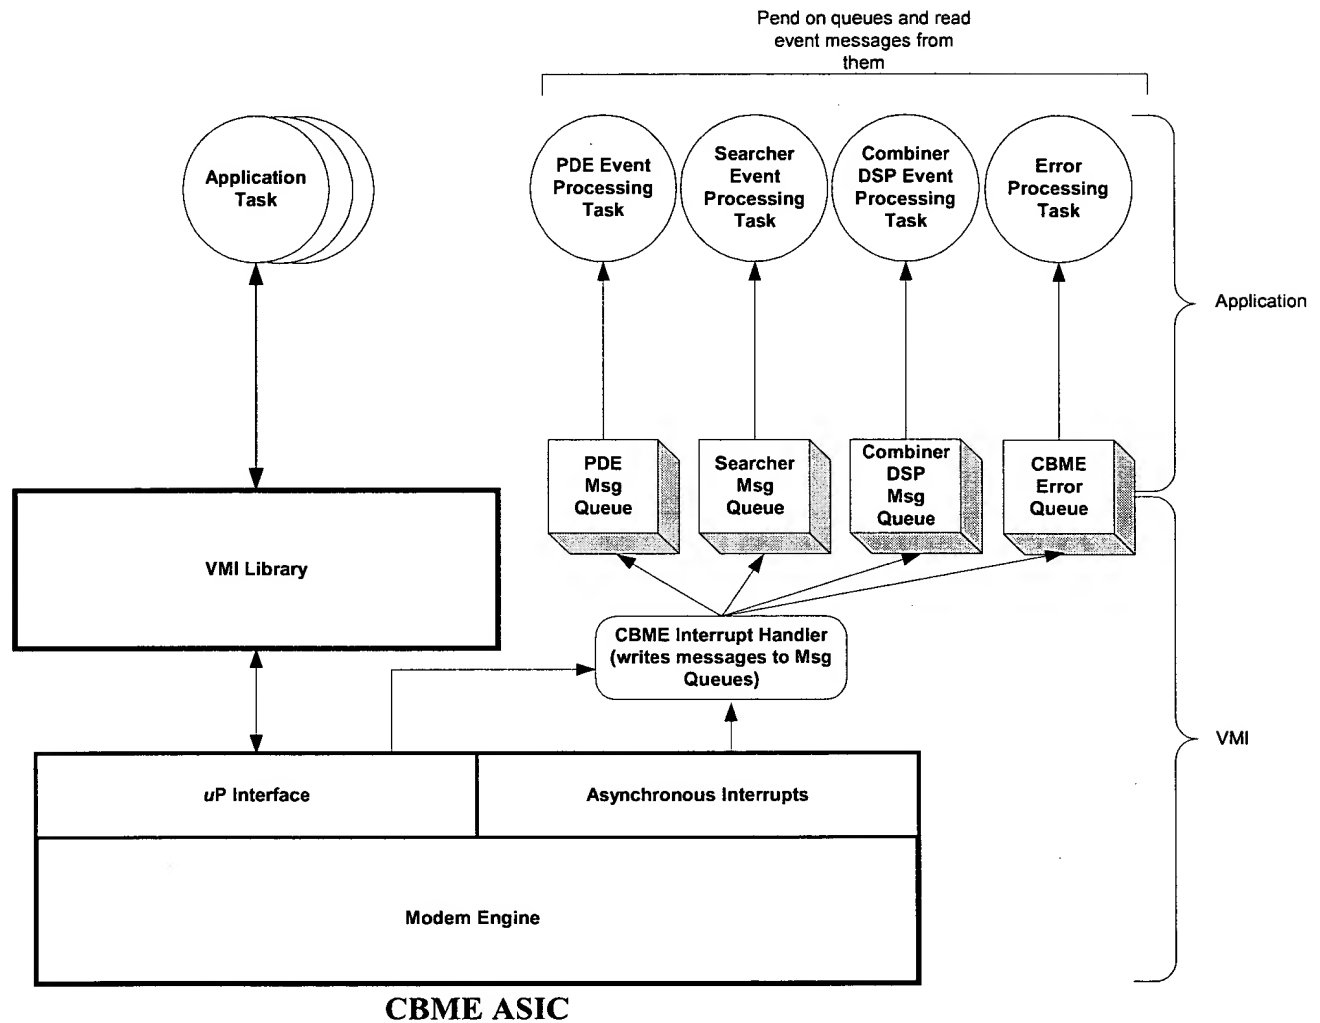 Pend on queues and read
event messages from
them
Application
Task
PDE Event
Processing
Task
Searcher
Event
Processing
Task
Combiner
DSP Event
Processing
Task
Error
Processing
Task
Application
PDE
Msg
Queue
Searcher
Msg
Queue
Combiner
DSP
Msg
Queue
CBME
Error
Queue
VMI Library
CBME Interrupt Handler
(writes messages to Msg
Queues)
VMI
uP Interface
Asynchronous Interrupts
Modem Engine
CBME ASIC